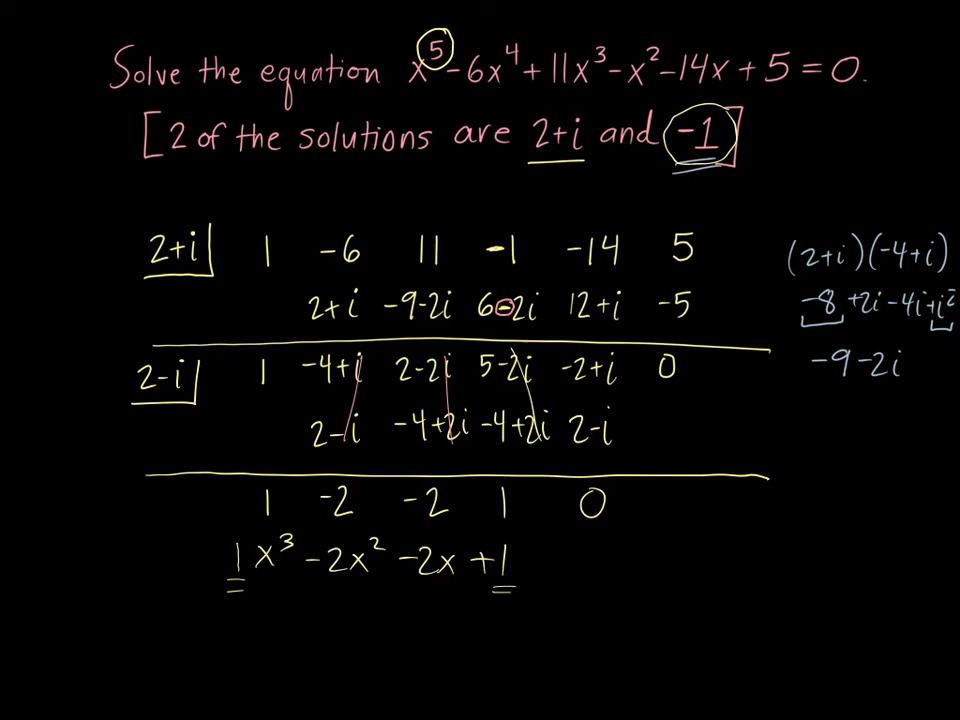 Solve the equation x⁵-6x⁴+11x³-x²-14x+5=0.
[2 of the solutions are 2+i and -1]
2+i| 1 -6 11 -1 -14 5
2+i -9-2i 6-2i 12+i -5
2-i| 1 -4+i 2-2i 5-2i -2+i 0
2-i -4+2i -4+2i 2-i
1 -2 -2 1 0
1x³-2x²-2x+1
(2+i)(-4+i)
-8+2i-4i+i²
-9-2i